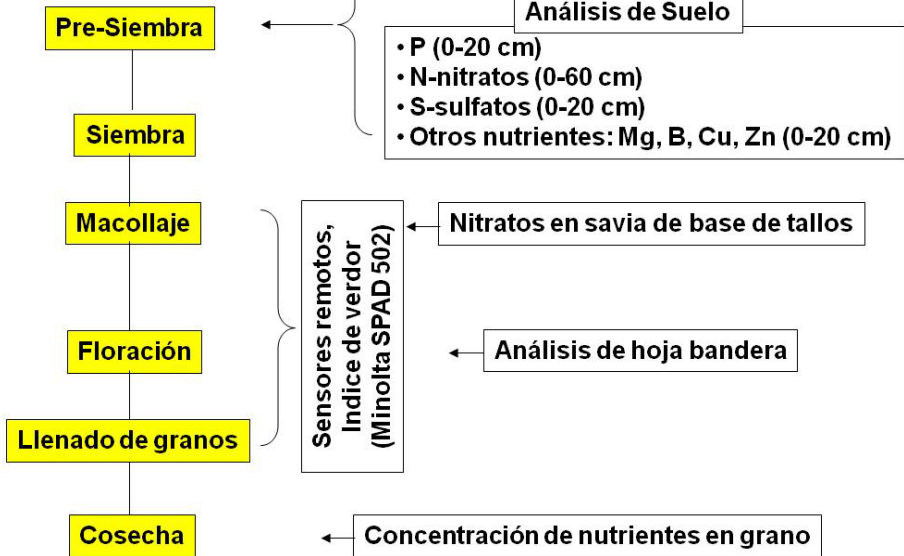 Análisis de Suelo
Pre-Siembra
• P (0-20 cm)
• N-nitratos (0-60 cm)
• S-sulfatos (0-20 cm)
• Otros nutrientes: Mg, B, Cu, Zn (0-20 cm)
Siembra
Macollaje
Nitratos en savia de base de tallos
Sensores remotos,
Indice de verdor
(Minolta SPAD 502)
Floración
Análisis de hoja bandera
Llenado de granos
Cosecha
Concentración de nutrientes en grano